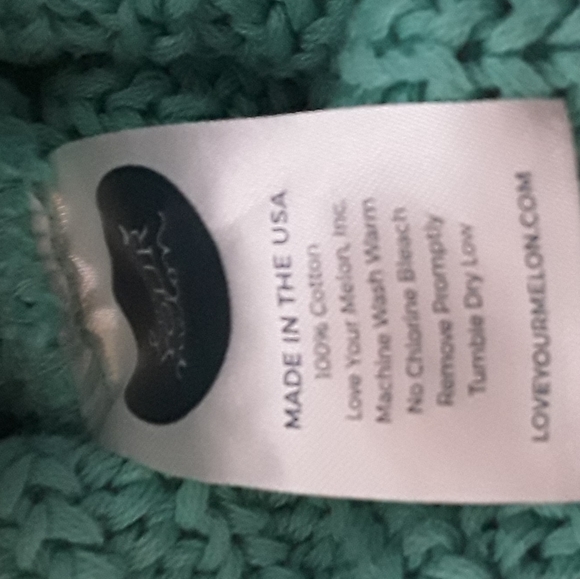 YOUR
MADE IN THE USA
100% Cotton
Love Your Melon, Inc.
Machine Wash Warm
No Chlorine Bleach
Remove Promptly
Tumble Dry Low
LOVEYOURMELON.COM